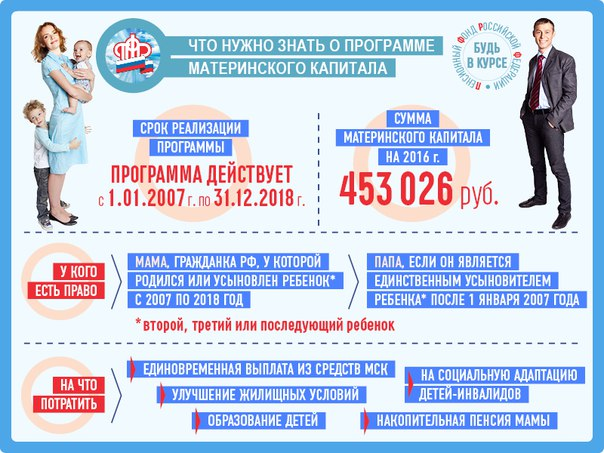 ЧТО НУЖНО ЗНАТЬ О ПРОГРАММЕ
МАТЕРИНСКОГО КАПИТАЛА
ПФР
ПЕНСИОННЫЙ ФОНД РОССИЙСКОЙ ФЕДЕРАЦИИ
БУДЬ
В КУРСЕ
СРОК РЕАЛИЗАЦИИ
ПРОГРАММЫ
ПРОГРАММА ДЕЙСТВУЕТ
с 1.01.2007 г. по 31.12.2018 г.
СУММА
МАТЕРИНСКОГО КАПИТАЛА
НА 2016 г.
453 026 руб.
У КОГО
ЕСТЬ ПРАВО
МАМА, ГРАЖДАНКА РФ, У КОТОРОЙ
РОДИЛСЯ ИЛИ УСЫНОВЛЕН РЕБЕНОК*
С 2007 ПО 2018 ГОД
ПАПА, ЕСЛИ ОН ЯВЛЯЕТСЯ
ЕДИНСТВЕННЫМ УСЫНОВИТЕЛЕМ
РЕБЕНКА* ПОСЛЕ 1 ЯНВАРЯ 2007 ГОДА
*второй, третий или последующий ребенок
НА ЧТО
ПОТРАТИТЬ
ЕДИНОВРЕМЕННАЯ ВЫПЛАТА ИЗ СРЕДСТВ МСК
УЛУЧШЕНИЕ ЖИЛИЩНЫХ УСЛОВИЙ
ОБРАЗОВАНИЕ ДЕТЕЙ
НА СОЦИАЛЬНУЮ АДАПТАЦИЮ
ДЕТЕЙ-ИНВАЛИДОВ
НАКОПИТЕЛЬНАЯ ПЕНСИЯ МАМЫ